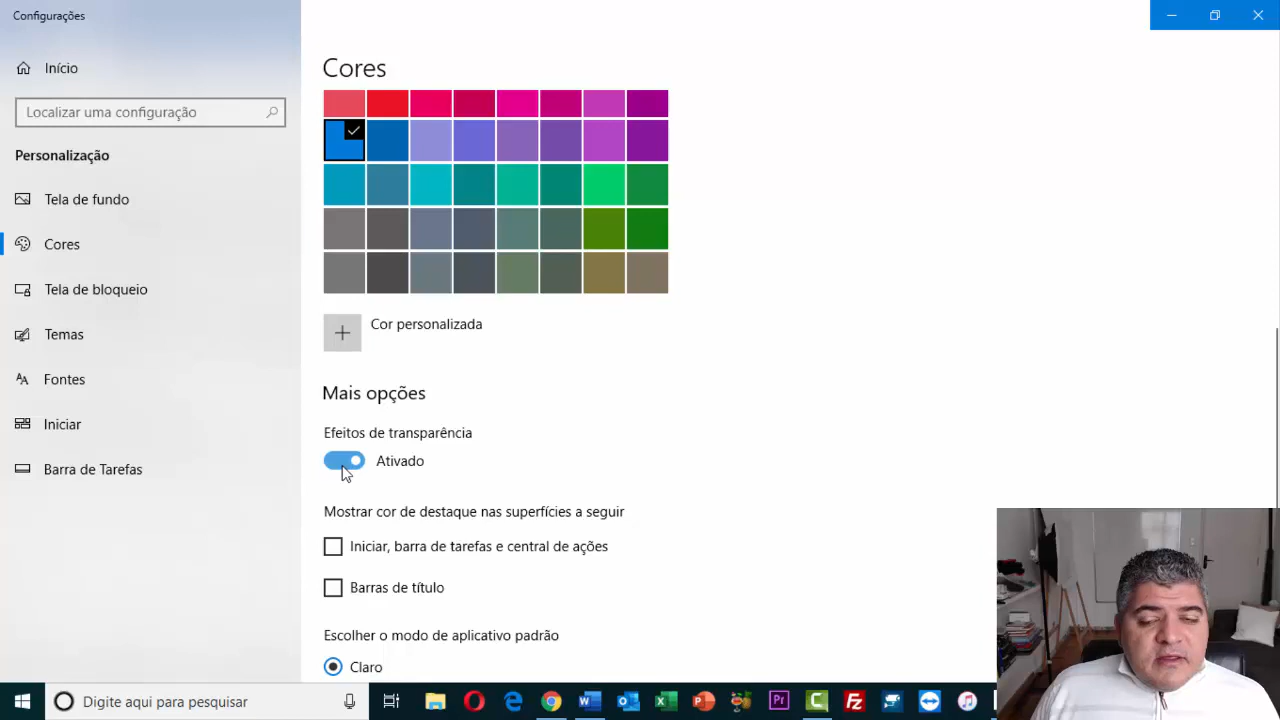 Configurações
Início
Localizar uma configuração
Personalização
Tela de fundo
Cores
Tela de bloqueio
Temas
Fontes
Iniciar
Barra de Tarefas
Cores
Cor personalizada
Mais opções
Efeitos de transparência
Ativado
Mostrar cor de destaque nas superfícies a seguir
Iniciar, barra de tarefas e central de ações
Barras de título
Escolher o modo de aplicativo padrão
Claro
Digite aqui para pesquisar